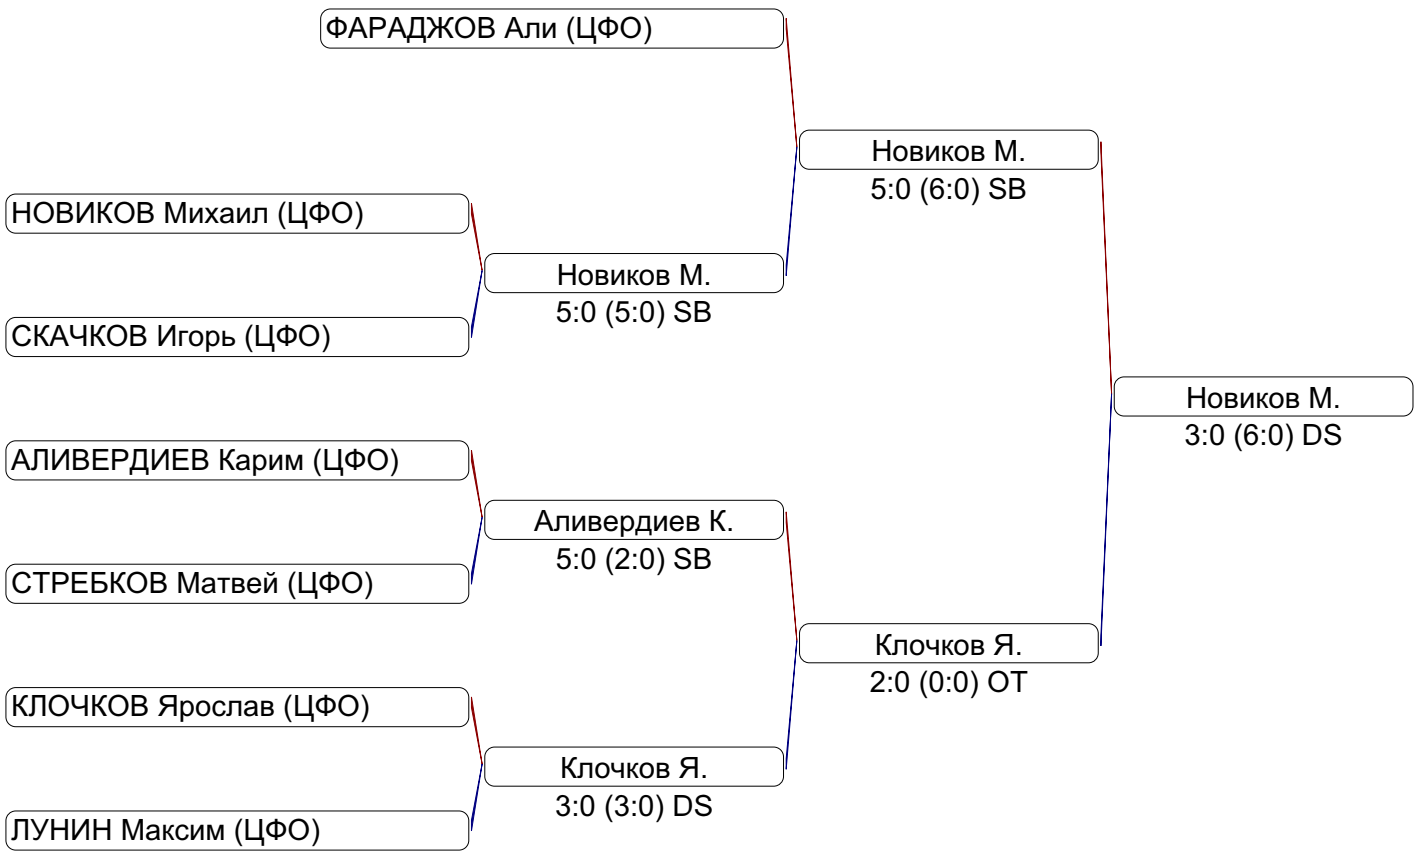 ФАРАДЖОВ Али (ЦФО)
Новиков М.
5:0 (6:0) SB
НОВИКОВ Михаил (ЦФО)
Новиков М.
5:0 (5:0) SB
СКАЧКОВ Игорь (ЦФО)
Новиков М.
3:0 (6:0) DS
АЛИВЕРДИЕВ Карим (ЦФО)
Аливердиев К.
5:0 (2:0) SB
СТРЕБКОВ Матвей (ЦФО)
Клочков Я.
2:0 (0:0) OT
КЛОЧКОВ Ярослав (ЦФО)
Клочков Я.
3:0 (3:0) DS
ЛУНИН Максим (ЦФО)